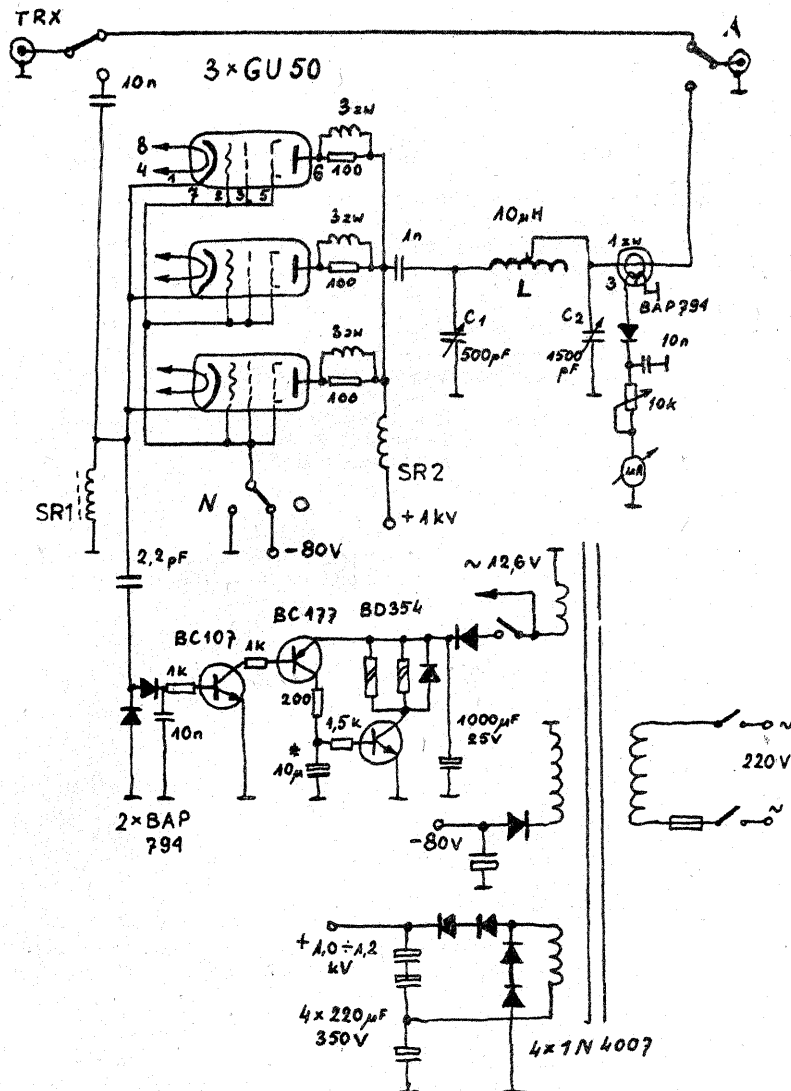 TRX
A
10n
3×GU50
3zw
8
4
1
7
2
3
5
6
100
3zw
100
1n
10µH
L
1zw
3
BAP794
C1
500pF
C2
1500
pF
10n
10k
µA
3zw
100
SR1
SR2
N
O
-80V
+1kV
2,2pF
~12,6V
BC107
BC177
BD354
1k
1k
200
1,5k
10n
*
10µ
1000µF
25V
2×BAP
794
~
220V
~
-80V
+1,0÷1,2
kV
4×220µF
350V
4×1N4007